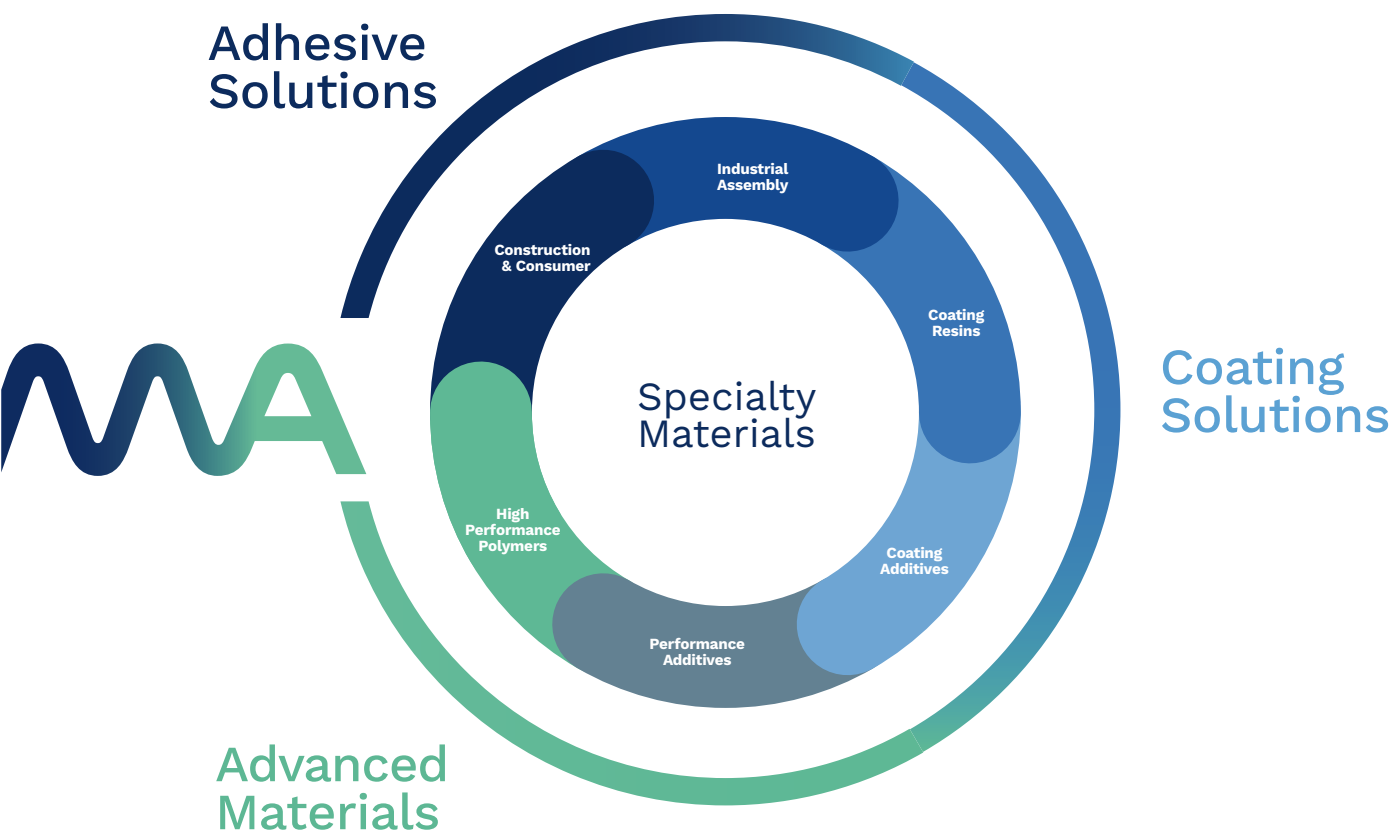 Adhesive
Solutions
Industrial
Assembly
Construction
& Consumer
Coating
Resins
Coating
Solutions
Specialty
Materials
High
Performance
Polymers
Coating
Additives
Performance
Additives
Advanced
Materials